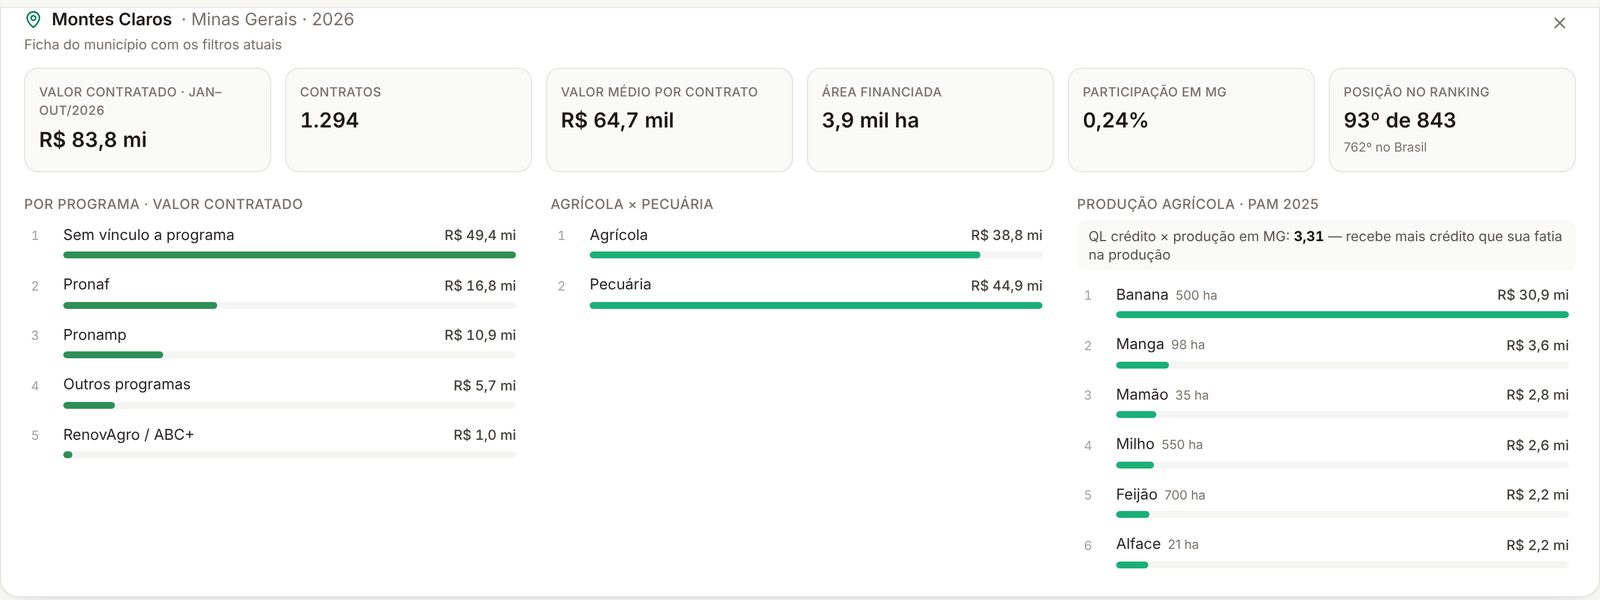 Montes Claros · Minas Gerais · 2026
Ficha do município com os filtros atuais
VALOR CONTRATADO · JAN–
OUT/2026
R$ 83,8 mi
CONTRATOS
1.294
VALOR MÉDIO POR CONTRATO
R$ 64,7 mil
ÁREA FINANCIADA
3,9 mil ha
PARTICIPAÇÃO EM MG
0,24%
POSIÇÃO NO RANKING
93º de 843
762º no Brasil
POR PROGRAMA · VALOR CONTRATADO
1 Sem vínculo a programa R$ 49,4 mi
2 Pronaf R$ 16,8 mi
3 Pronamp R$ 10,9 mi
4 Outros programas R$ 5,7 mi
5 RenovAgro / ABC+ R$ 1,0 mi
AGRÍCOLA × PECUÁRIA
1 Agrícola R$ 38,8 mi
2 Pecuária R$ 44,9 mi
PRODUÇÃO AGRÍCOLA · PAM 2025
QL crédito × produção em MG: 3,31 — recebe mais crédito que sua fatia
na produção
1 Banana 500 ha R$ 30,9 mi
2 Manga 98 ha R$ 3,6 mi
3 Mamão 35 ha R$ 2,8 mi
4 Milho 550 ha R$ 2,6 mi
5 Feijão 700 ha R$ 2,2 mi
6 Alface 21 ha R$ 2,2 mi